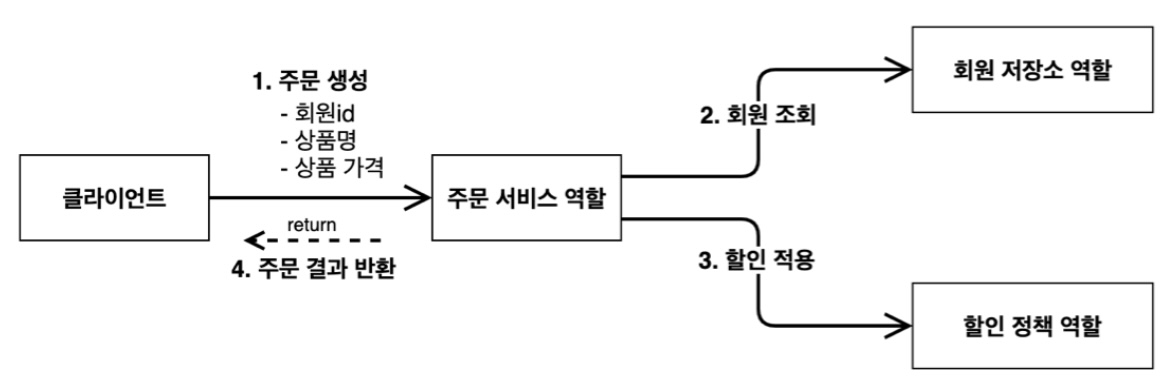 1. 주문 생성
- 회원id
- 상품명
- 상품 가격
클라이언트
return
4. 주문 결과 반환
주문 서비스 역할
2. 회원 조회
회원 저장소 역할
3. 할인 적용
할인 정책 역할